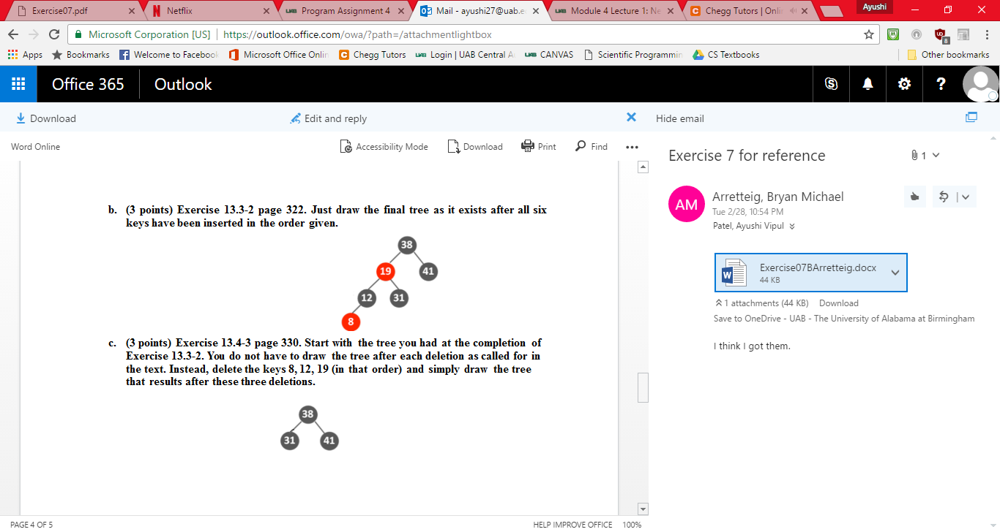 Exercise07.pdf
Netflix
Program Assignment 4
Mail - ayushi27@uab.e
Module 4 Lecture 1: Ne
Chegg Tutors | Onli
Ayushi
Microsoft Corporation [US] | https://outlook.office.com/owa/?path=/attachmentlightbox
Apps Bookmarks Welcome to Facebook Microsoft Office Onlin Chegg Tutors Login | UAB Central A CANVAS Scientific Programmin CS Textbooks Other bookmarks
Office 365 Outlook
Download Edit and reply Hide email
Word Online Accessibility Mode Download Print Find
b. (3 points) Exercise 13.3-2 page 322. Just draw the final tree as it exists after all six
keys have been inserted in the order given.
38
19 41
12 31
8
c. (3 points) Exercise 13.4-3 page 330. Start with the tree you had at the completion of
Exercise 13.3-2. You do not have to draw the tree after each deletion as called for in
the text. Instead, delete the keys 8, 12, 19 (in that order) and simply draw the tree
that results after these three deletions.
38
31 41
PAGE 4 OF 5 HELP IMPROVE OFFICE 100%
Exercise 7 for reference
1
AM
Arretteig, Bryan Michael
Tue 2/28, 10:54 PM
Patel, Ayushi Vipul
Exercise07BArretteig.docx
44 KB
1 attachments (44 KB) Download
Save to OneDrive - UAB - The University of Alabama at Birmingham
I think I got them.